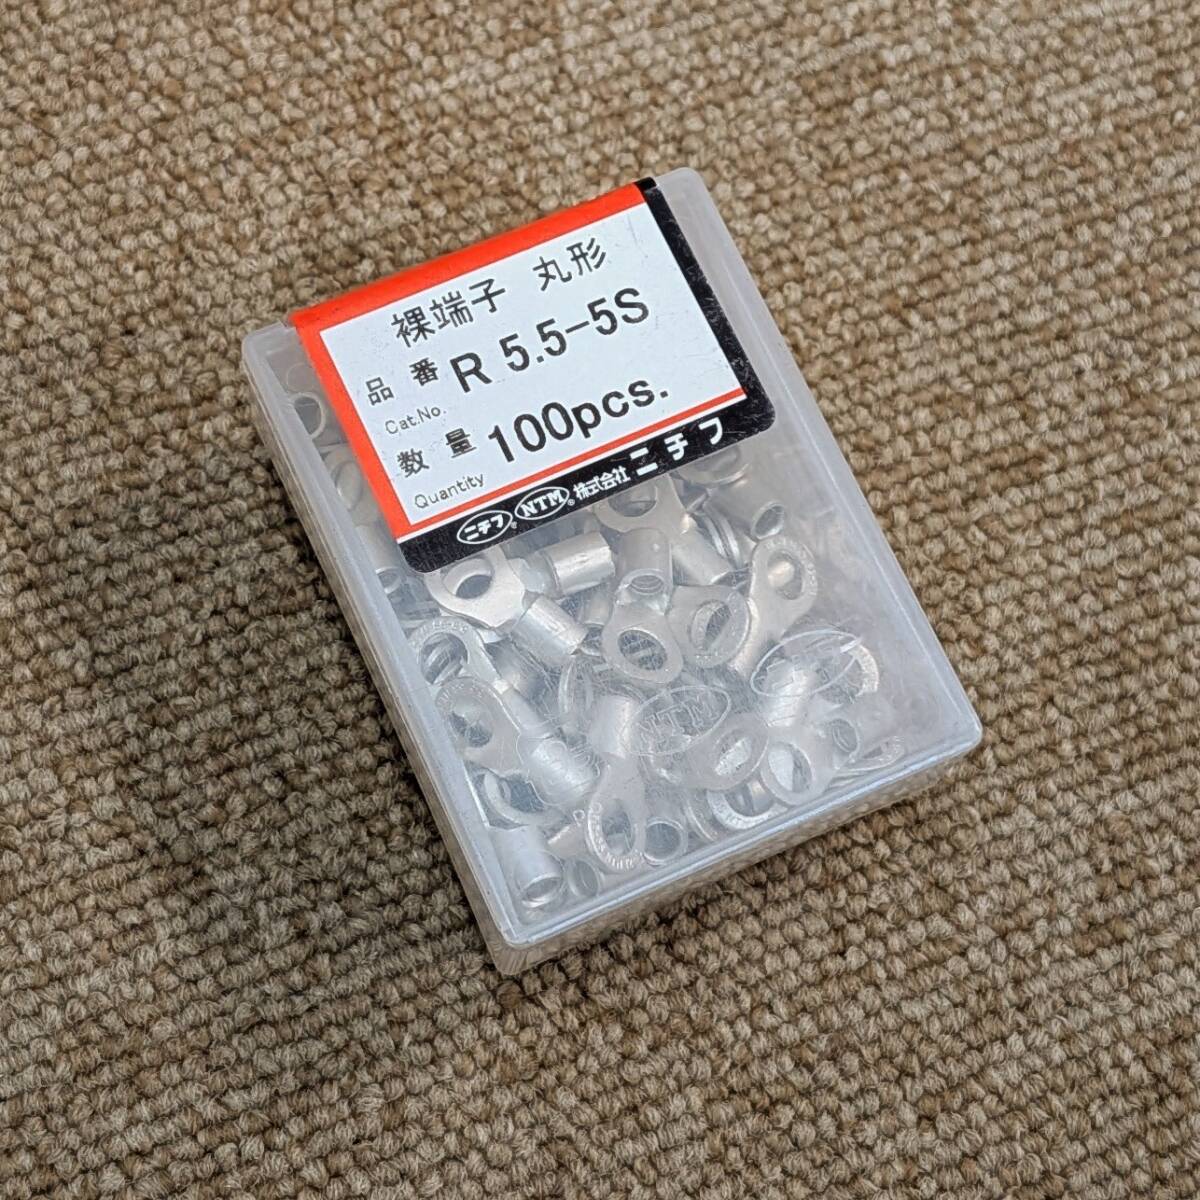 裸端子 丸形
品番 R 5.5-5S
Cat.No.
数量 100pcs.
Quantity
ニチフ® NTM® 株式会社 ニチフ
NTM